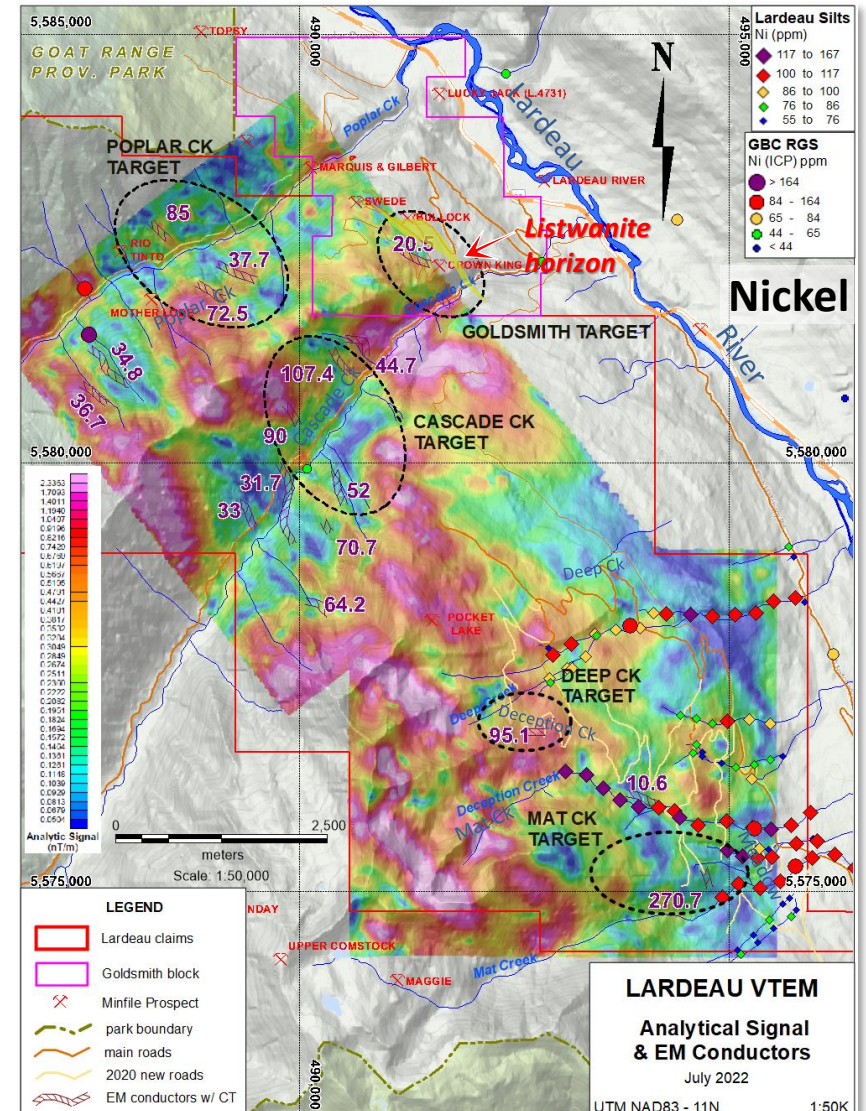 5,585,000
490,000
495,000
TOPSY
GOAT RANGE
PROV. PARK
N
Lardeau Silts
Ni (ppm)
117 to 167
100 to 117
86 to 100
76 to 86
55 to 76
GBC RGS
Ni (ICP) ppm
> 164
84 - 164
65 - 84
44 - 65
< 44
LUCKY JACK (L.4731)
Lardeau
Poplar Ck
POPLAR CK
TARGET
MARQUIS & GILBERT
LARDEAU RIVER
SWEDE
85
20.5
Listwanite
horizon
RIO
TINTO
37.7
CROWN KING
Nickel
MOTHER
Poplar Ck
72.5
Cascade Ck
GOLDSMITH TARGET
River
34.8
44.7
107.4
36.7
CASCADE CK
TARGET
90
Cascade Ck
5,580,000
5,580,000
31.7
52
33
70.7
64.2
Deep Ck
POCKET
LAKE
DEEP CK
TARGET
Deep Creek
Deception Ck
95.1
10.6
Deception Creek
Mat Ck
MAT CK
TARGET
270.7
Analytic Signal
(nT/m)
0
2,500
meters
Scale: 1:50,000
5,575,000
5,575,000
LEGEND
Lardeau claims
Goldsmith block
Minfile Prospect
park boundary
main roads
2020 new roads
EM conductors w/ CT
NDAY
UPPER COMSTOCK
MAGGIE
Mat Creek
490,000
LARDEAU VTEM
Analytical Signal
& EM Conductors
July 2022
UTM NAD83 - 11N
1:50K